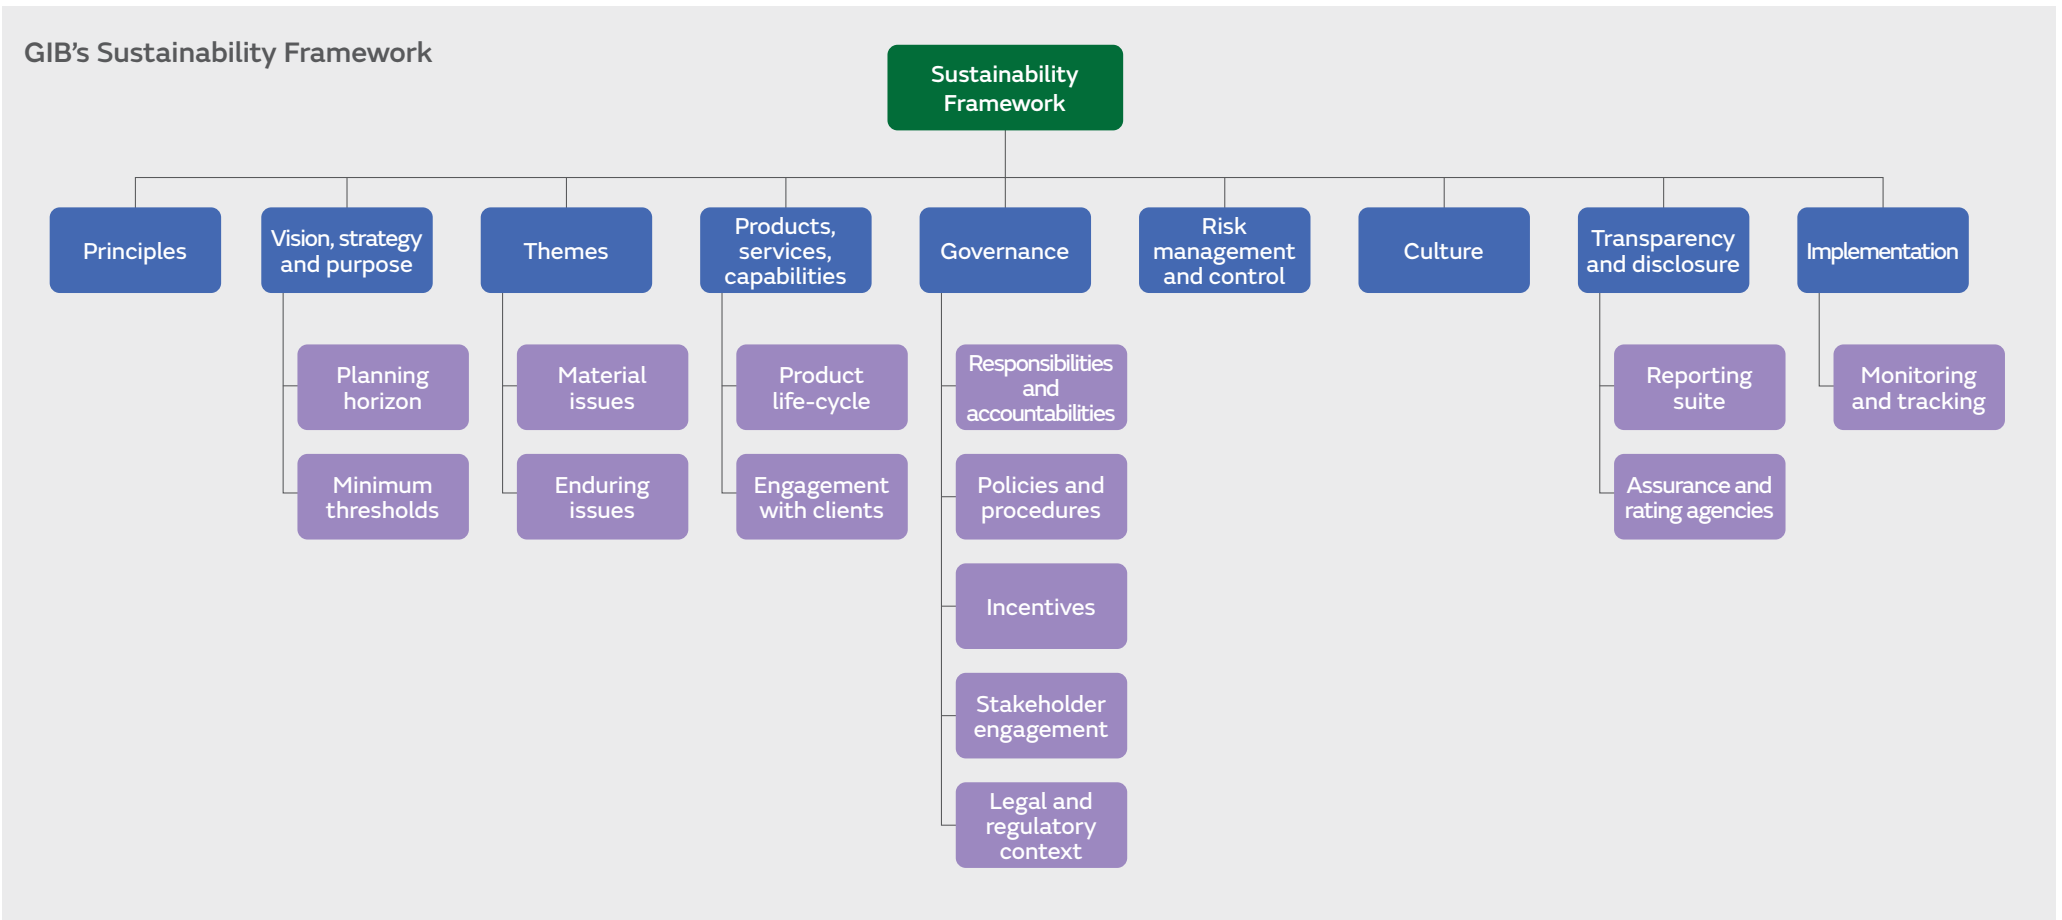 GIB’s Sustainability Framework
Sustainability
Framework
Principles
Vision, strategy
and purpose
Themes
Products,
services,
capabilities
Governance
Risk
management
and control
Culture
Transparency
and disclosure
Implementation
Planning
horizon
Minimum
thresholds
Material
issues
Enduring
issues
Product
life-cycle
Engagement
with clients
Responsibilities
and
accountabilities
Policies and
procedures
Incentives
Stakeholder
engagement
Legal and
regulatory
context
Reporting
suite
Assurance and
rating agencies
Monitoring
and tracking